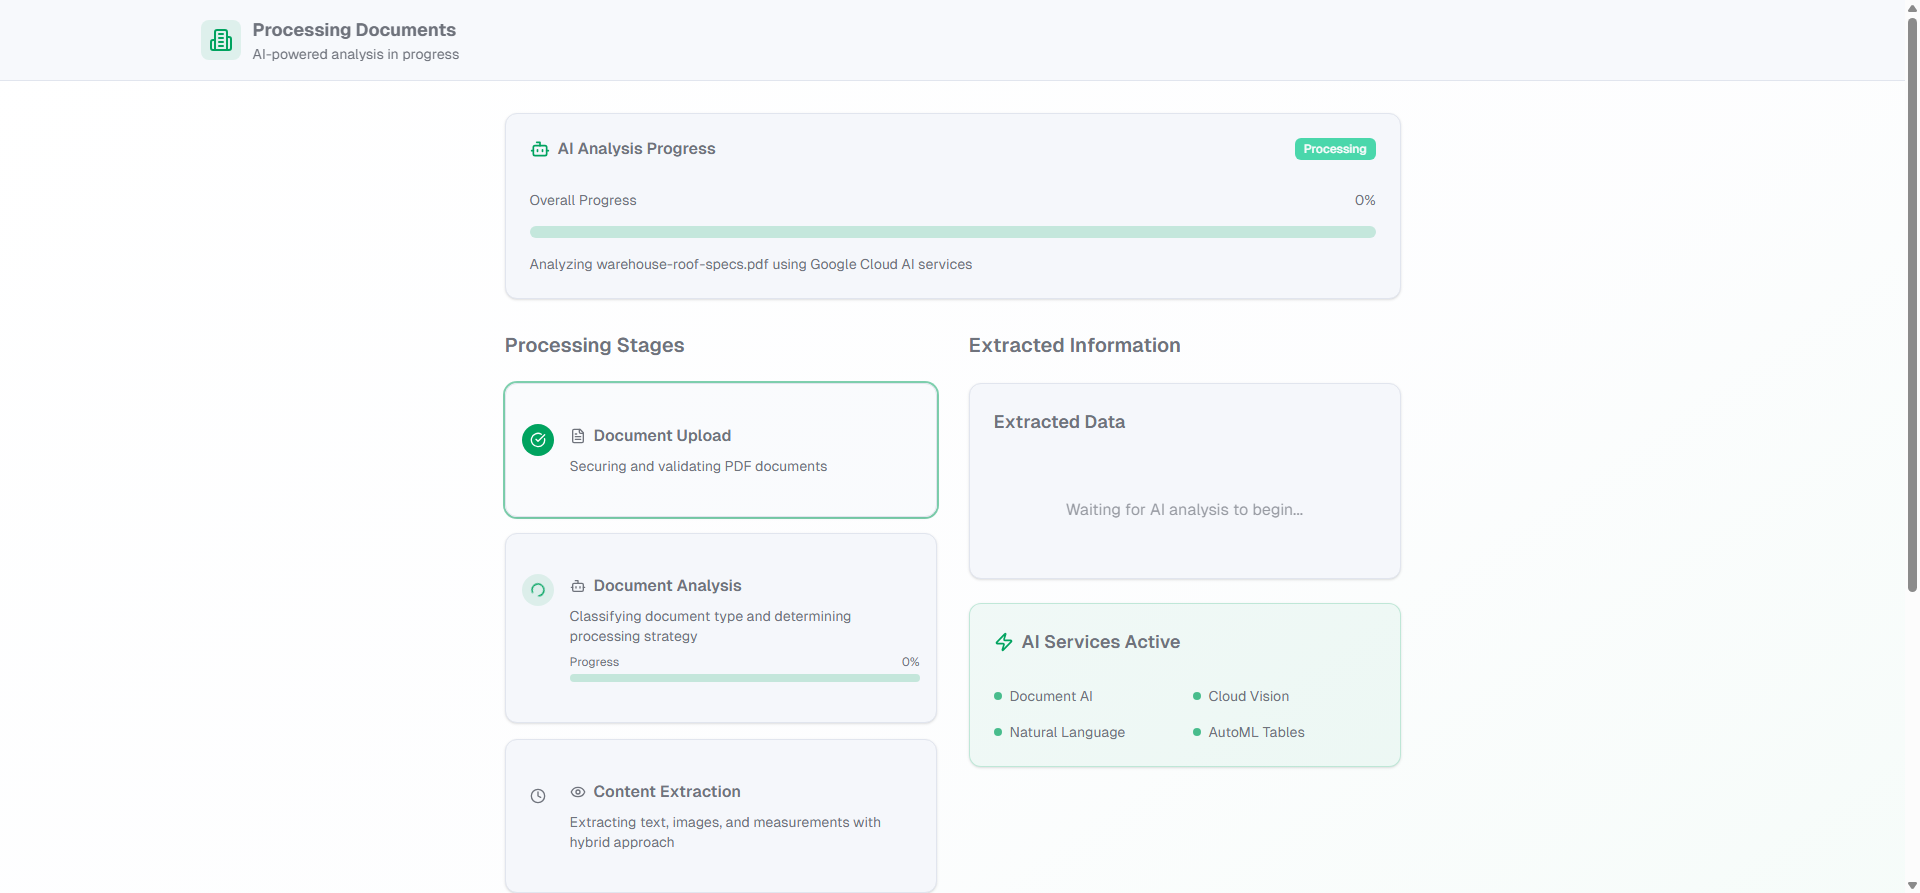 Processing Documents
AI-powered analysis in progress
AI Analysis Progress
Processing
Overall Progress
0%
Analyzing warehouse-roof-specs.pdf using Google Cloud AI services
Processing Stages
Document Upload
Securing and validating PDF documents
Document Analysis
Classifying document type and determining
processing strategy
Progress
0%
Content Extraction
Extracting text, images, and measurements with
hybrid approach
Extracted Information
Extracted Data
Waiting for AI analysis to begin...
AI Services Active
Document AI
Cloud Vision
Natural Language
AutoML Tables